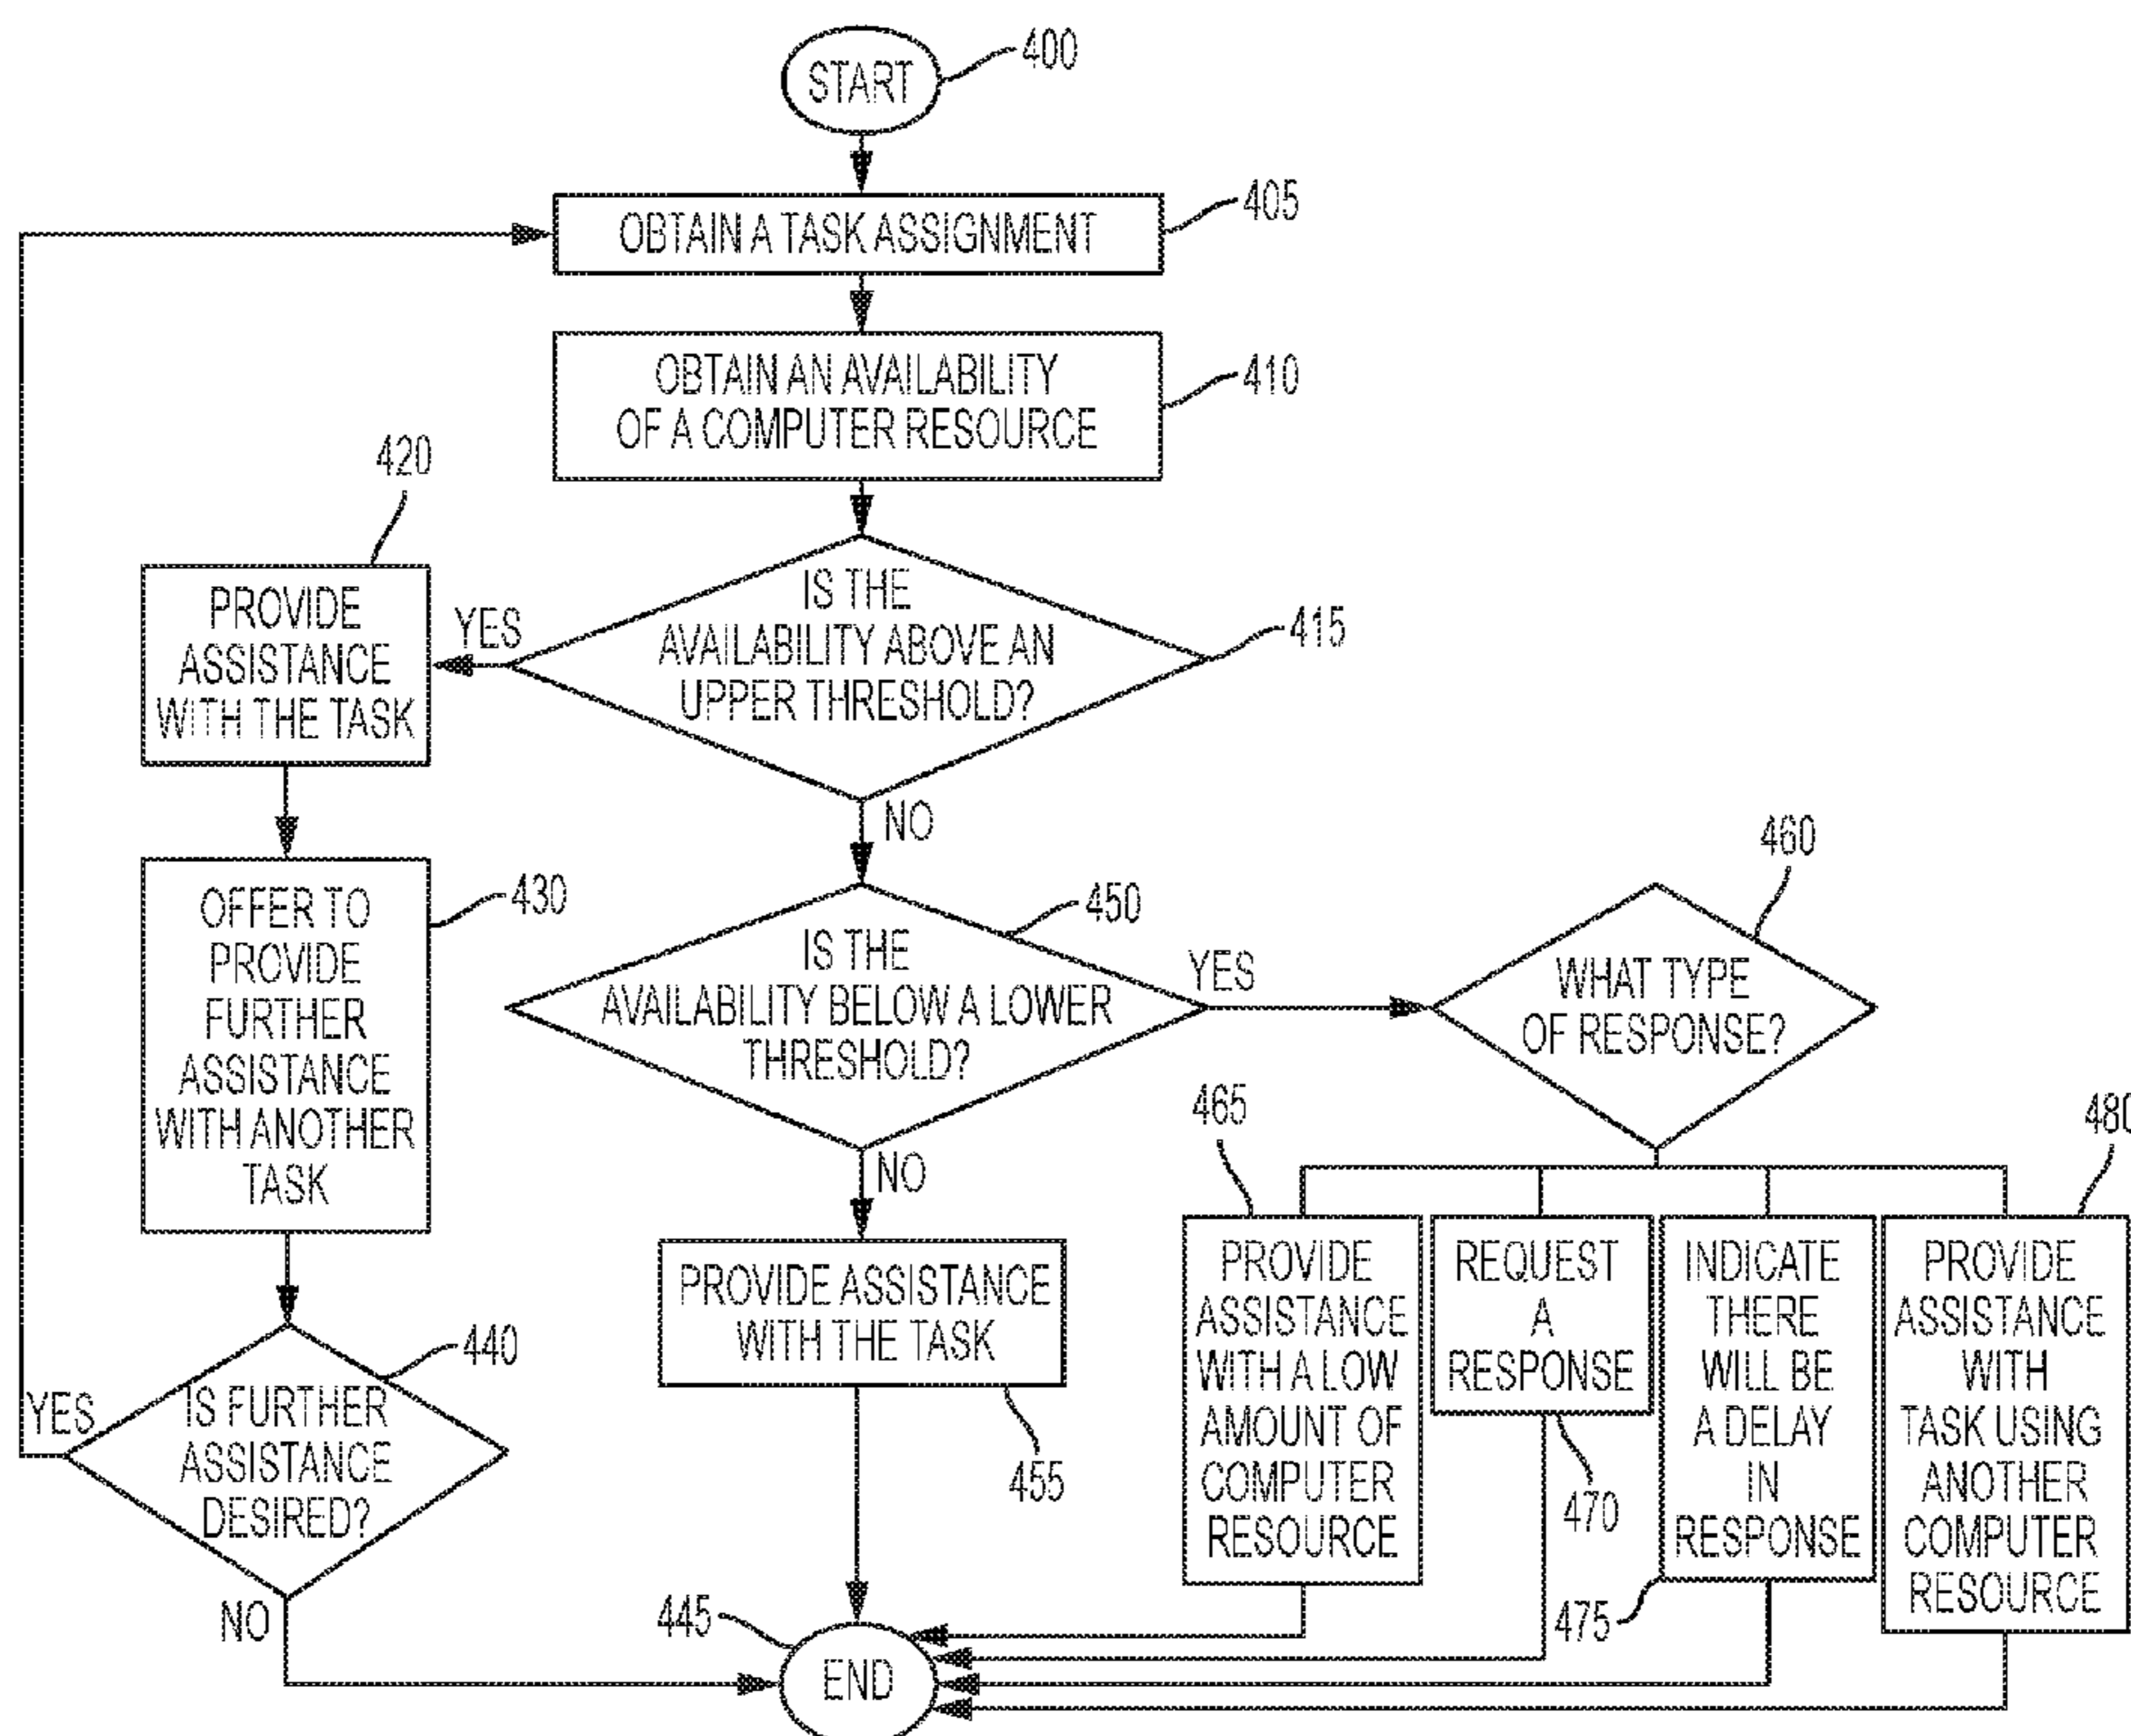 START
400
OBTAIN A TASK ASSIGNMENT
405
OBTAIN AN AVAILABILITY
OF A COMPUTER RESOURCE
410
420
PROVIDE
ASSISTANCE
WITH THE TASK
YES
IS THE
AVAILABILITY ABOVE AN
UPPER THRESHOLD?
415
NO
OFFER TO
PROVIDE
FURTHER
ASSISTANCE
WITH ANOTHER
TASK
430
IS THE
AVAILABILITY BELOW A LOWER
THRESHOLD?
450
YES
WHAT TYPE
OF RESPONSE?
460
NO
PROVIDE ASSISTANCE
WITH THE TASK
455
465
PROVIDE
ASSISTANCE
WITH A LOW
AMOUNT OF
COMPUTER
RESOURCE
REQUEST
A
RESPONSE
470
INDICATE
THERE
WILL BE
A DELAY
IN
RESPONSE
475
480
PROVIDE
ASSISTANCE
WITH
TASK USING
ANOTHER
COMPUTER
RESOURCE
440
YES
IS FURTHER
ASSISTANCE
DESIRED?
NO
445
END